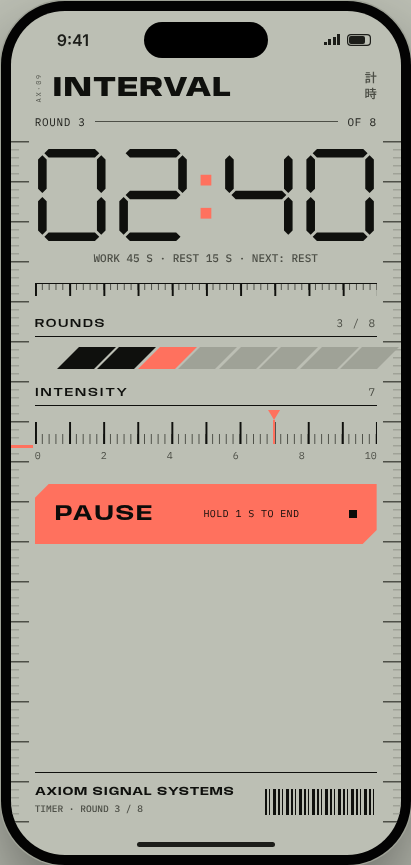 9:41
AX-09
INTERVAL
計時
ROUND 3
OF 8
02:40
WORK 45 S · REST 15 S · NEXT: REST
ROUNDS
3 / 8
INTENSITY
7
0 2 4 6 8 10
PAUSE
HOLD 1 S TO END
AXIOM SIGNAL SYSTEMS
TIMER · ROUND 3 / 8